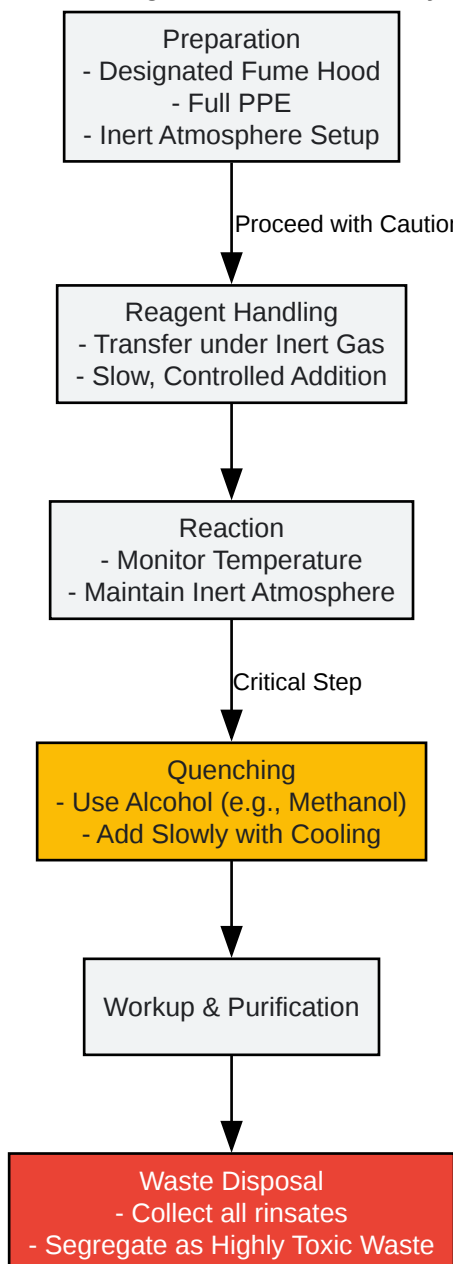 Preparation
- Designated Fume Hood
- Full PPE
- Inert Atmosphere Setup
Proceed with Caution
Reagent Handling
- Transfer under Inert Gas
- Slow, Controlled Addition
Reaction
- Monitor Temperature
- Maintain Inert Atmosphere
Critical Step
Quenching
- Use Alcohol (e.g., Methanol)
- Add Slowly with Cooling
Workup & Purification
Waste Disposal
- Collect all rinsates
- Segregate as Highly Toxic Waste